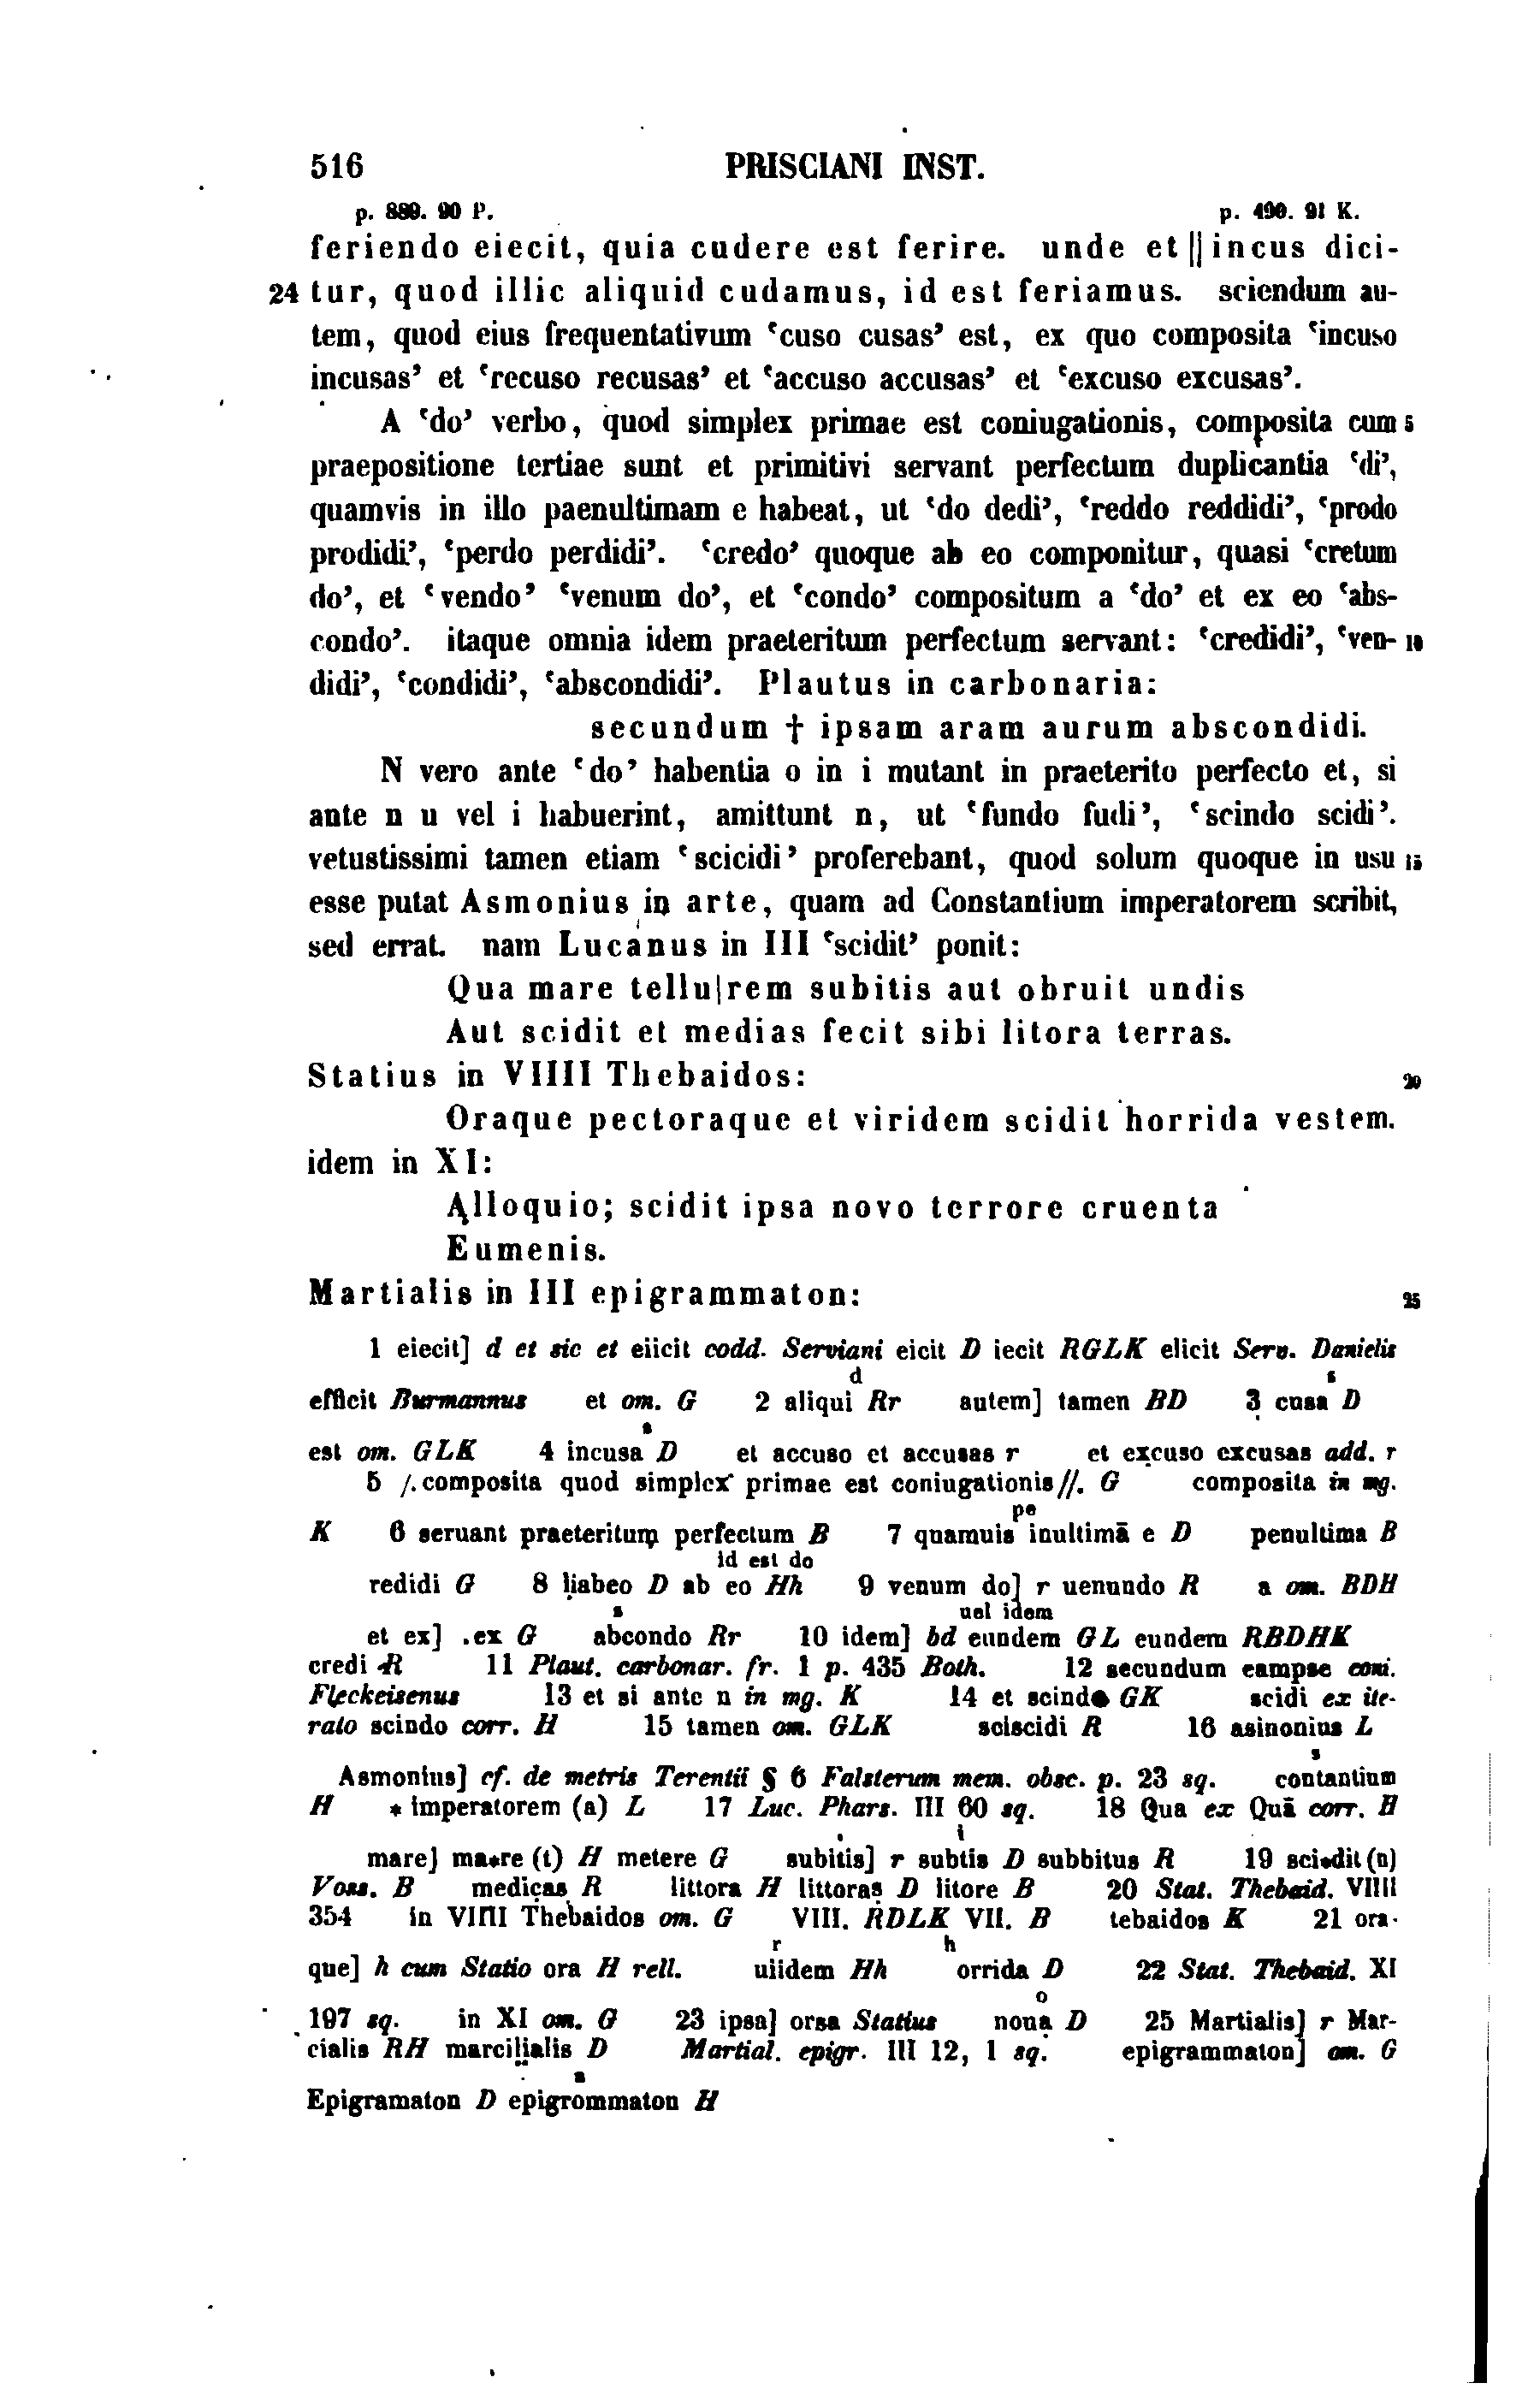 516 PRISCIANI INST.
p. 889. 90 P. p. 490. 91 K.
feriendo eiecit, quia cudere est ferire. unde et || incus dici-
24 tur, quod illic aliquid cudamus, id est feriamus. sciendum au-
tem, quod eius frequentativum ‘cuso cusas’ est, ex quo composita ‘incuso
incusas’ et ‘recuso recusas’ et ‘accuso accusas’ et ‘excuso excusas’.
A ‘do’ verbo, quod simplex primae est coniugationis, composita cum 5
praepositione tertiae sunt et primitivi servant perfectum duplicantia ‘di’,
quamvis in illo paenultimam e habeat, ut ‘do dedi’, ‘reddo reddidi’, ‘prodo
prodidi’, ‘perdo perdidi’. ‘credo’ quoque ab eo componitur, quasi ‘cretum
do’, et ‘vendo’ ‘venum do’, et ‘condo’ compositum a ‘do’ et ex eo ‘abs-
condo’. itaque omnia idem praeteritum perfectum servant: ‘credidi’, ‘ven- 10
didi’, ‘condidi’, ‘abscondidi’. Plautus in carbonaria:
secundum † ipsam aram aurum abscondidi.
N vero ante ‘do’ habentia o in i mutant in praeterito perfecto et, si
ante n u vel i habuerint, amittunt n, ut ‘fundo fudi’, ‘scindo scidi’.
vetustissimi tamen etiam ‘scicidi’ proferebant, quod solum quoque in usu 15
esse putat Asmonius in arte, quam ad Constantium imperatorem scribit,
sed errat. nam Lucanus in III ‘scidit’ ponit:
Qua mare tellu|rem subitis aut obruit undis
Aut scidit et medias fecit sibi litora terras.
Statius in VIIII Thebaidos: 20
Oraque pectoraque et viridem scidit horrida vestem.
idem in XI:
Alloquio; scidit ipsa novo terrore cruenta
Eumenis.
Martialis in III epigrammaton: 25
1 eiecit] d et sic et eiicit codd. Serviani eicit D iecit RGLK elicit Serv. Danielis
d s
efficit Burmannus et om. G 2 aliqui Rr autem] tamen BD 3 cusa D
s
est om. GLK 4 incusa D et accuso et accusas r et excuso excusas add. r
5 /. composita quod simplex primae est coniugationis //. G composita in mg.
pe
K 6 seruant praeteritum perfectum B 7 quamuis inultimā e D penultima B
id est do
redidi G 8 habeo D ab eo Hh 9 venum do] r uenundo R a om. BDH
s uel idem
et ex] .ex G abcondo Rr 10 idem] bd eundem GL eundem RBDHK
credi R 11 Plaut. carbonar. fr. 1 p. 435 Both. 12 secundum eampse coni.
Fleckeisenus 13 et si ante n in mg. K 14 et scindo GK scidi ex ite-
rato scindo corr. H 15 tamen om. GLK sciscidi R 16 asinonius L
s
Asmonius] cf. de metris Terentii § 6 Falsterum mem. obsc. p. 23 sq. contantium
H * imperatorem (a) L 17 Luc. Phars. III 60 sq. 18 Qua ex Quā corr. H
i
mare] ma*re (t) H metere G subitis] r subtis D subbitus R 19 sci*dit (n)
Voss. B medicas R littora H littoras D litore B 20 Stat. Thebaid. VIIII
354 in VIIII Thebaidos om. G VIII. RDLK VII. B tebaidos K 21 ora-
r h
que] h cum Statio ora H rell. uiidem Hh orrida D 22 Stat. Thebaid. XI
o
197 sq. in XI om. G 23 ipsa] orsa Statius noua D 25 Martialis] r Mar-
cialis RH marcilialis D Martial. epigr. III 12, 1 sq. epigrammaton] om. G
a
Epigramaton D epigrommaton H